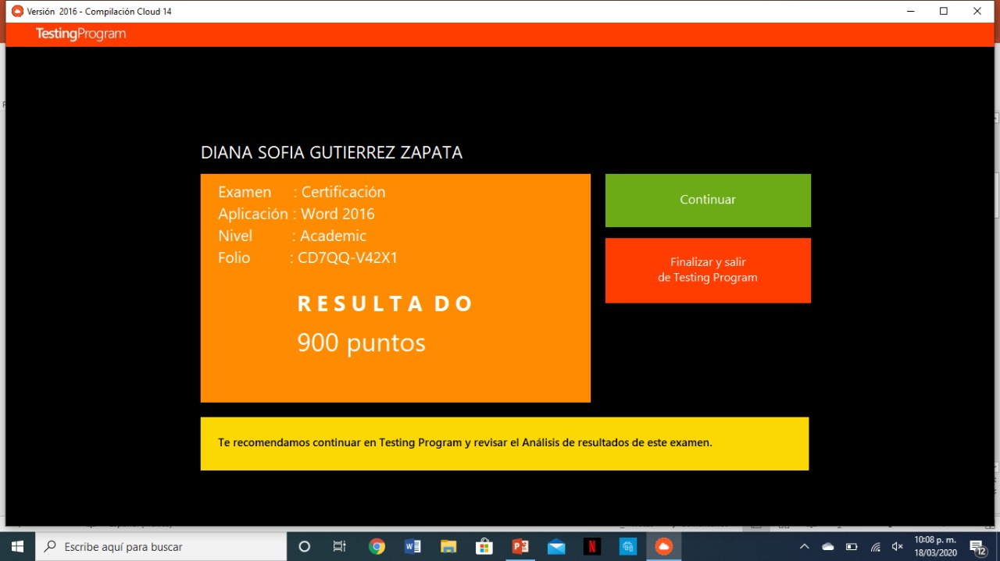 Versión 2016 - Compilación Cloud 14
TestingProgram
DIANA SOFIA GUTIERREZ ZAPATA
Examen : Certificación
Aplicación : Word 2016
Nivel : Academic
Folio : CD7QQ-V42X1
RESULTADO
900 puntos
Continuar
Finalizar y salir
de Testing Program
Te recomendamos continuar en Testing Program y revisar el Análisis de resultados de este examen.
Escribe aquí para buscar
10:08 p. m.
18/03/2020
12